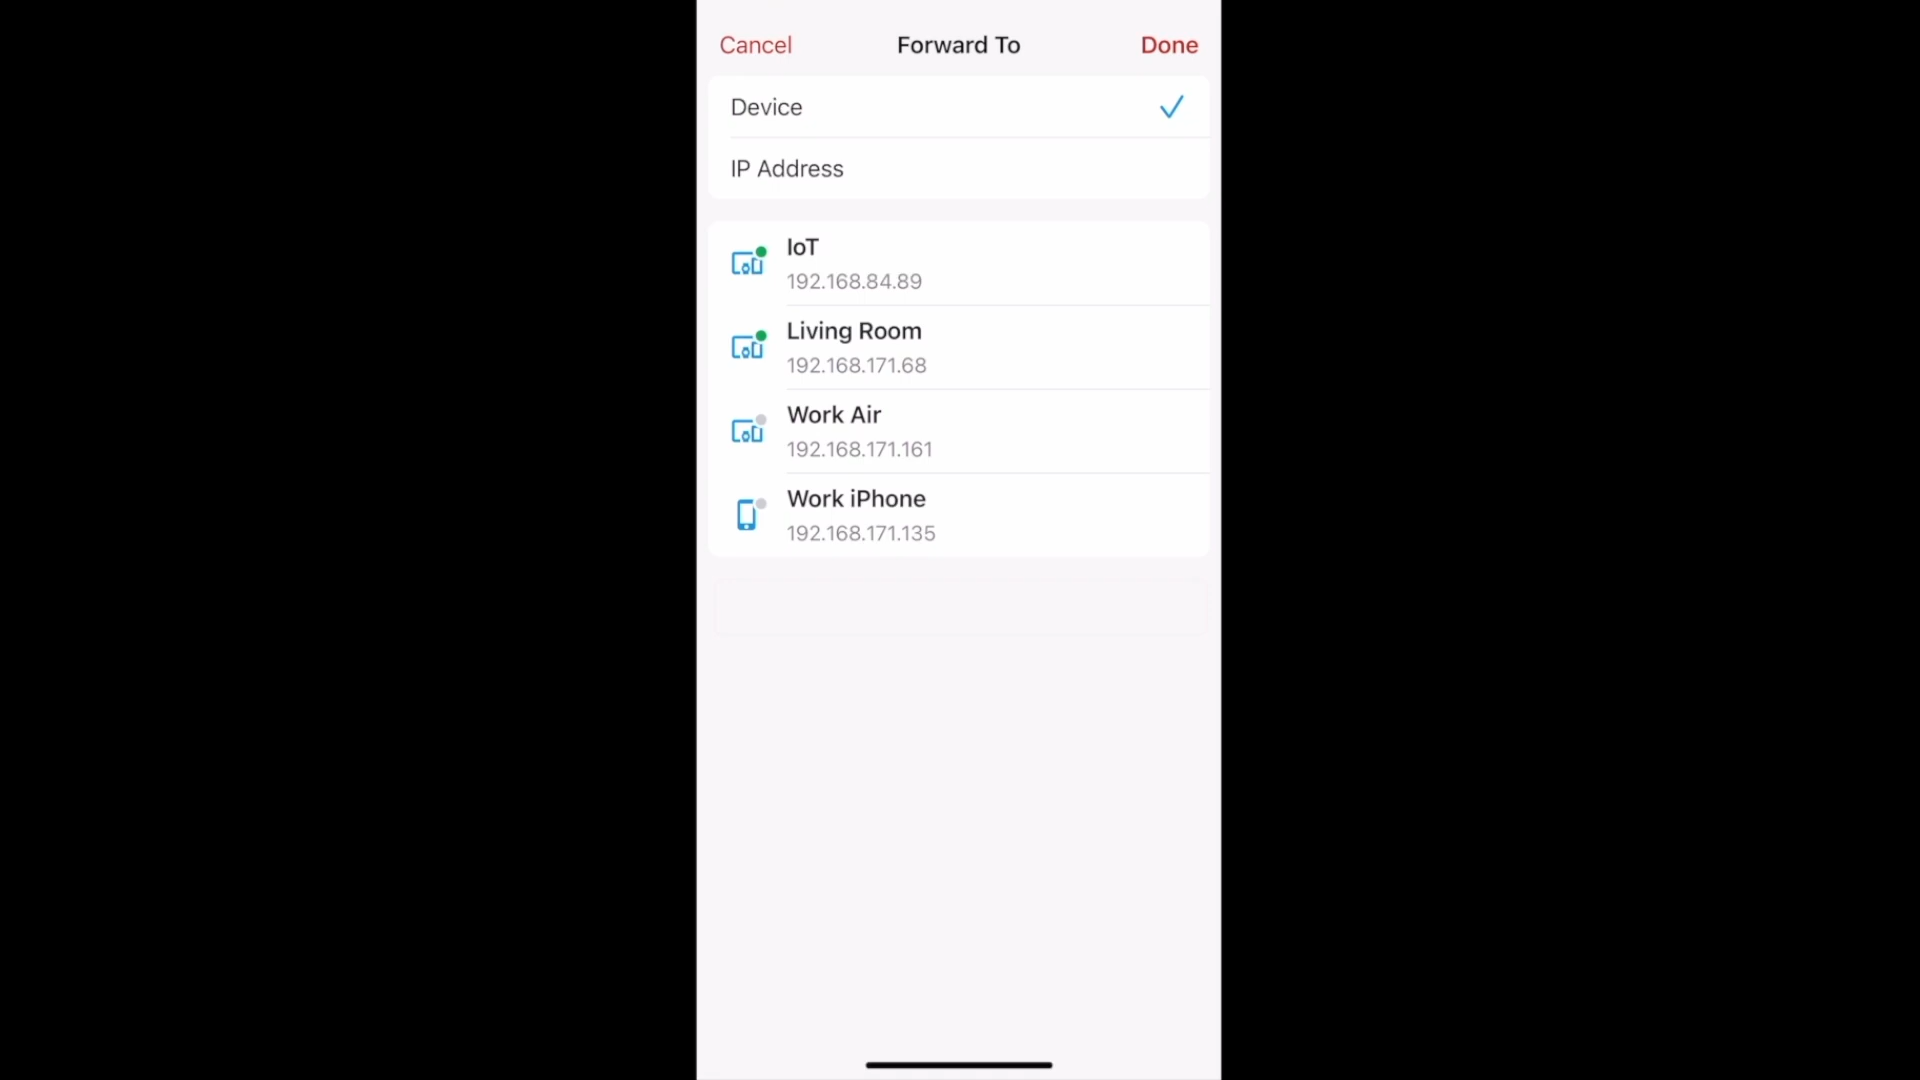 Cancel
Forward To
Done
Device
IP Address
IoT
192.168.84.89
Living Room
192.168.171.68
Work Air
192.168.171.161
Work iPhone
192.168.171.135